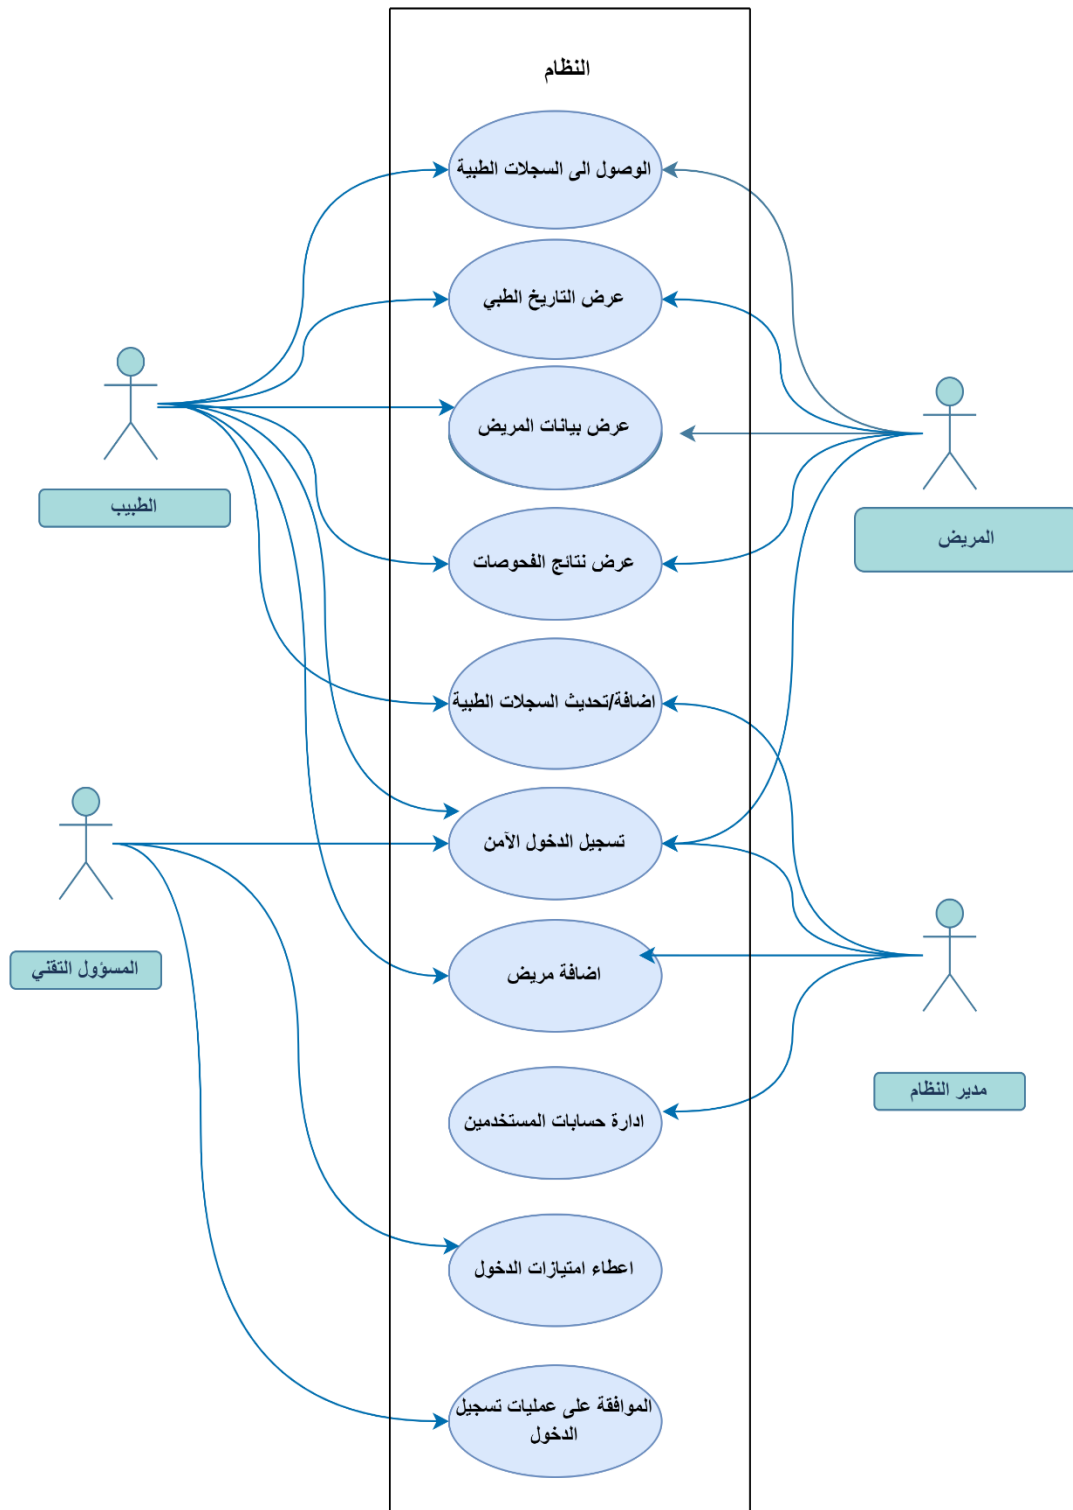 النظام
الوصول الى السجلات الطبية
عرض التاريخ الطبي
عرض بيانات المريض
الطبيب
المريض
عرض نتائج الفحوصات
اضافة/تحديث السجلات الطبية
تسجيل الدخول الآمن
المسؤول التقني
اضافة مريض
مدير النظام
ادارة حسابات المستخدمين
اعطاء امتيازات الدخول
الموافقة على عمليات تسجيل
الدخول